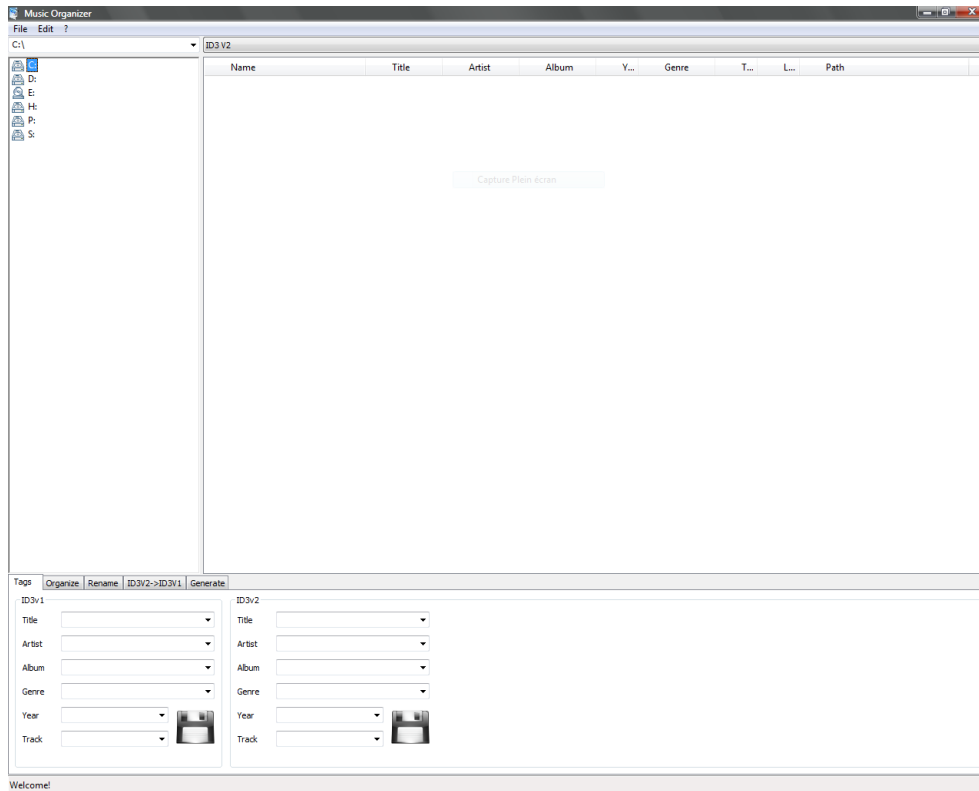 Music Organizer
File Edit ?
C:\ ID3 V2
Name Title Artist Album Y... Genre T... L... Path
C:
D:
E:
H:
P:
S:
Capture Plein écran
Tags Organize Rename ID3V2->ID3V1 Generate
ID3v1 ID3v2
Title Title
Artist Artist
Album Album
Genre Genre
Year Year
Track Track
Welcome!